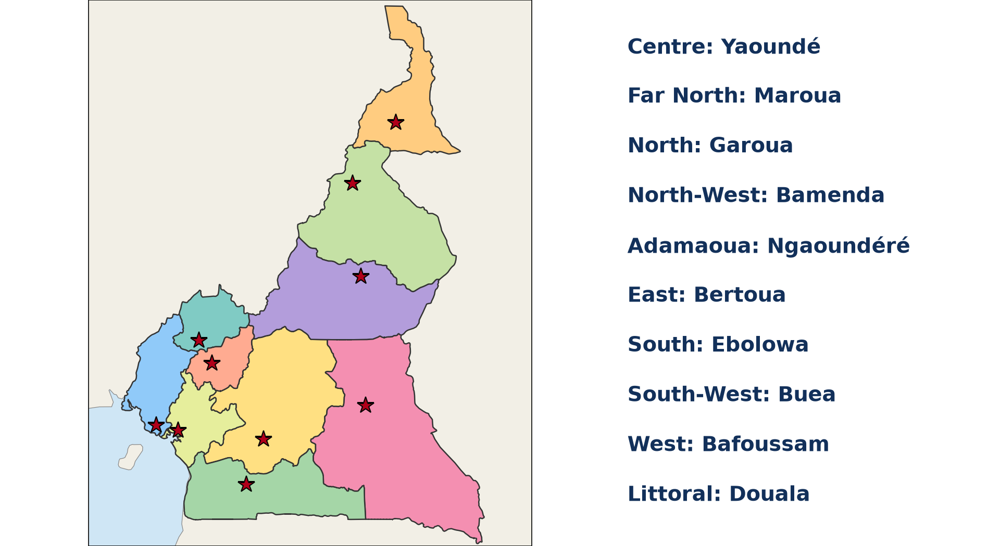 Centre: Yaoundé
Far North: Maroua
North: Garoua
North-West: Bamenda
Adamaoua: Ngaoundéré
East: Bertoua
South: Ebolowa
South-West: Buea
West: Bafoussam
Littoral: Douala